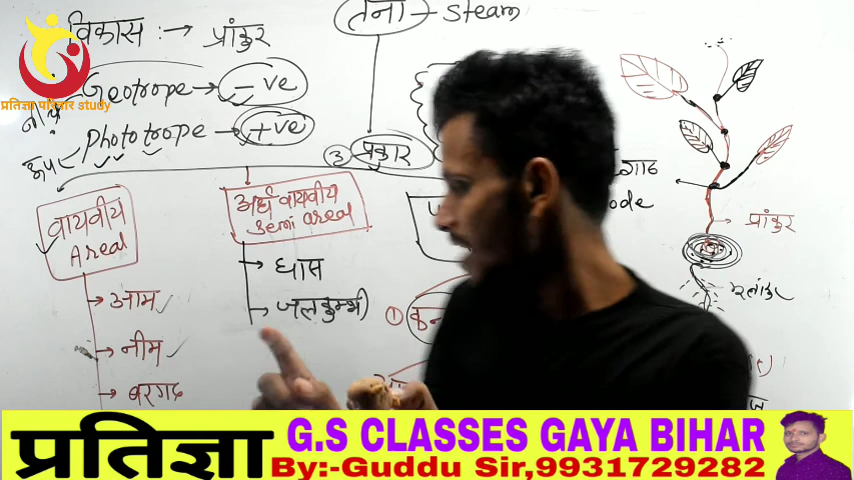 तना → steam
विकास :→ प्रांकुर
Geotrope → -ve
प्रतिज्ञा परिवार study
Phototrope → +ve
③ प्रकार
वायवीय
Areal
अर्द्ध वायवीय
Semi areal
→ आम
→ नीम
→ बरगद
→ घास
→ जलकुम्भी
①
ode
प्रांकुर
प्रतिज्ञा
G.S CLASSES GAYA BIHAR
By:-Guddu Sir,9931729282